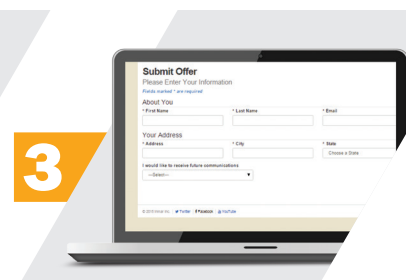 3
Submit Offer
Please Enter Your Information
Fields marked * are required
About You
* First Name * Last Name * Email
Your Address
* Address * City * State
Choose a State
I would like to receive future communications
---Select---
Twitter | Facebook | YouTube